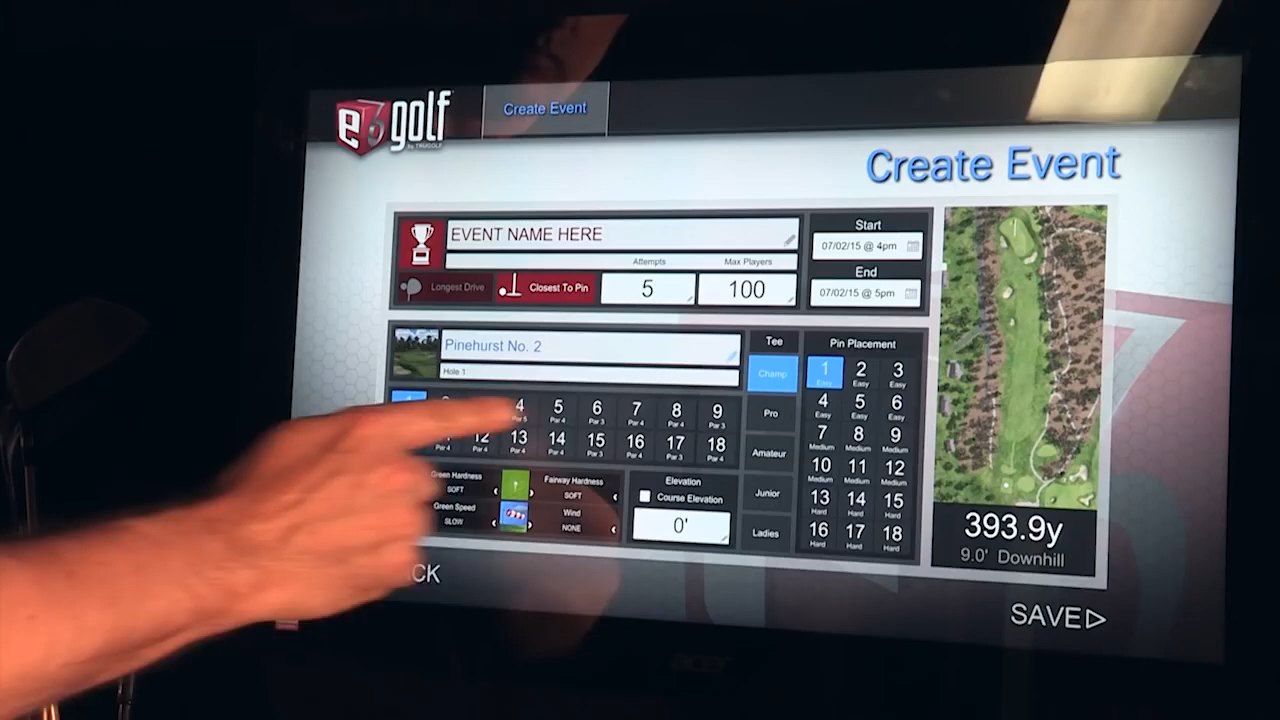 e6 golf
by TRUGOLF
Create Event
Create Event
EVENT NAME HERE
Attempts
Max Players
Longest Drive
Closest To Pin
5
100
Start
07/02/15 @ 4pm
End
07/02/15 @ 5pm
Pinehurst No. 2
Hole 1
4 5 6 7 8 9
Par 5 Par 4 Par 3 Par 4 Par 4 Par 3
12 13 14 15 16 17 18
Par 4 Par 4 Par 4 Par 3 Par 4 Par 3 Par 4
Green Hardness
SOFT
Fairway Hardness
SOFT
Green Speed
SLOW
Wind
NONE
Elevation
Course Elevation
0'
Tee
Champ
Pro
Amateur
Junior
Ladies
Pin Placement
1 2 3
Easy Easy Easy
4 5 6
Easy Easy Easy
7 8 9
Medium Medium Medium
10 11 12
Medium Medium Medium
13 14 15
Hard Hard Hard
16 17 18
Hard Hard Hard
393.9y
9.0' Downhill
CK
SAVE
acer